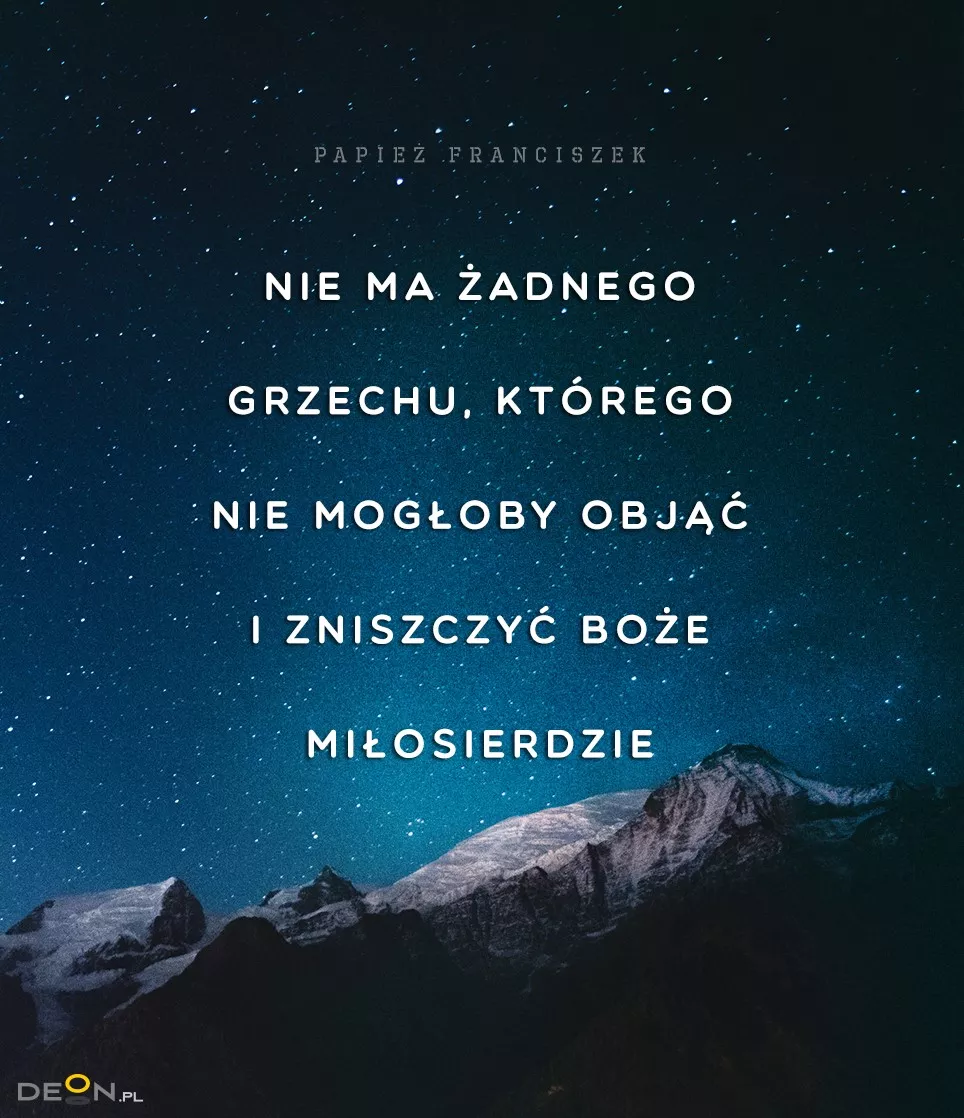 PAPIEŻ FRANCISZEK
NIE MA ŻADNEGO
GRZECHU, KTÓREGO
NIE MOGŁOBY OBJĄĆ
I ZNISZCZYĆ BOŻE
MIŁOSIERDZIE
DEON.PL